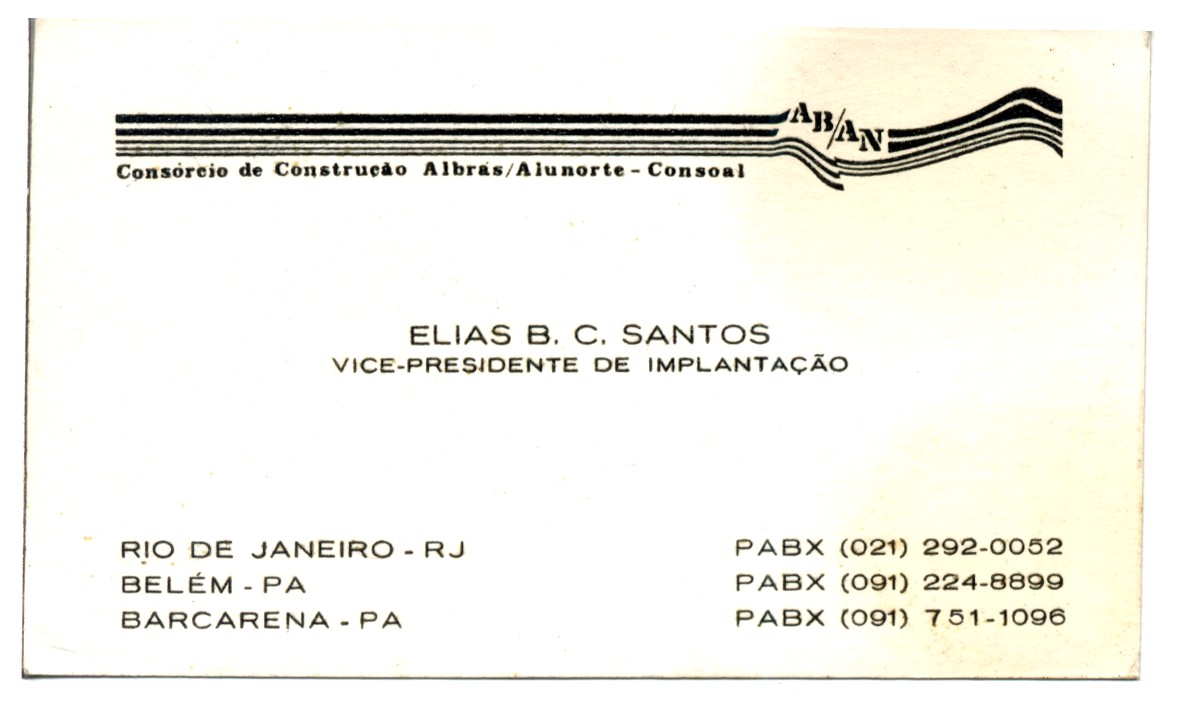 AB/AN
Consórcio de Construção Albrás/Alunorte - Consoal
ELIAS B. C. SANTOS
VICE-PRESIDENTE DE IMPLANTAÇÃO
RIO DE JANEIRO - RJ PABX (021) 292-0052
BELÉM - PA PABX (091) 224-8899
BARCARENA - PA PABX (091) 751-1096